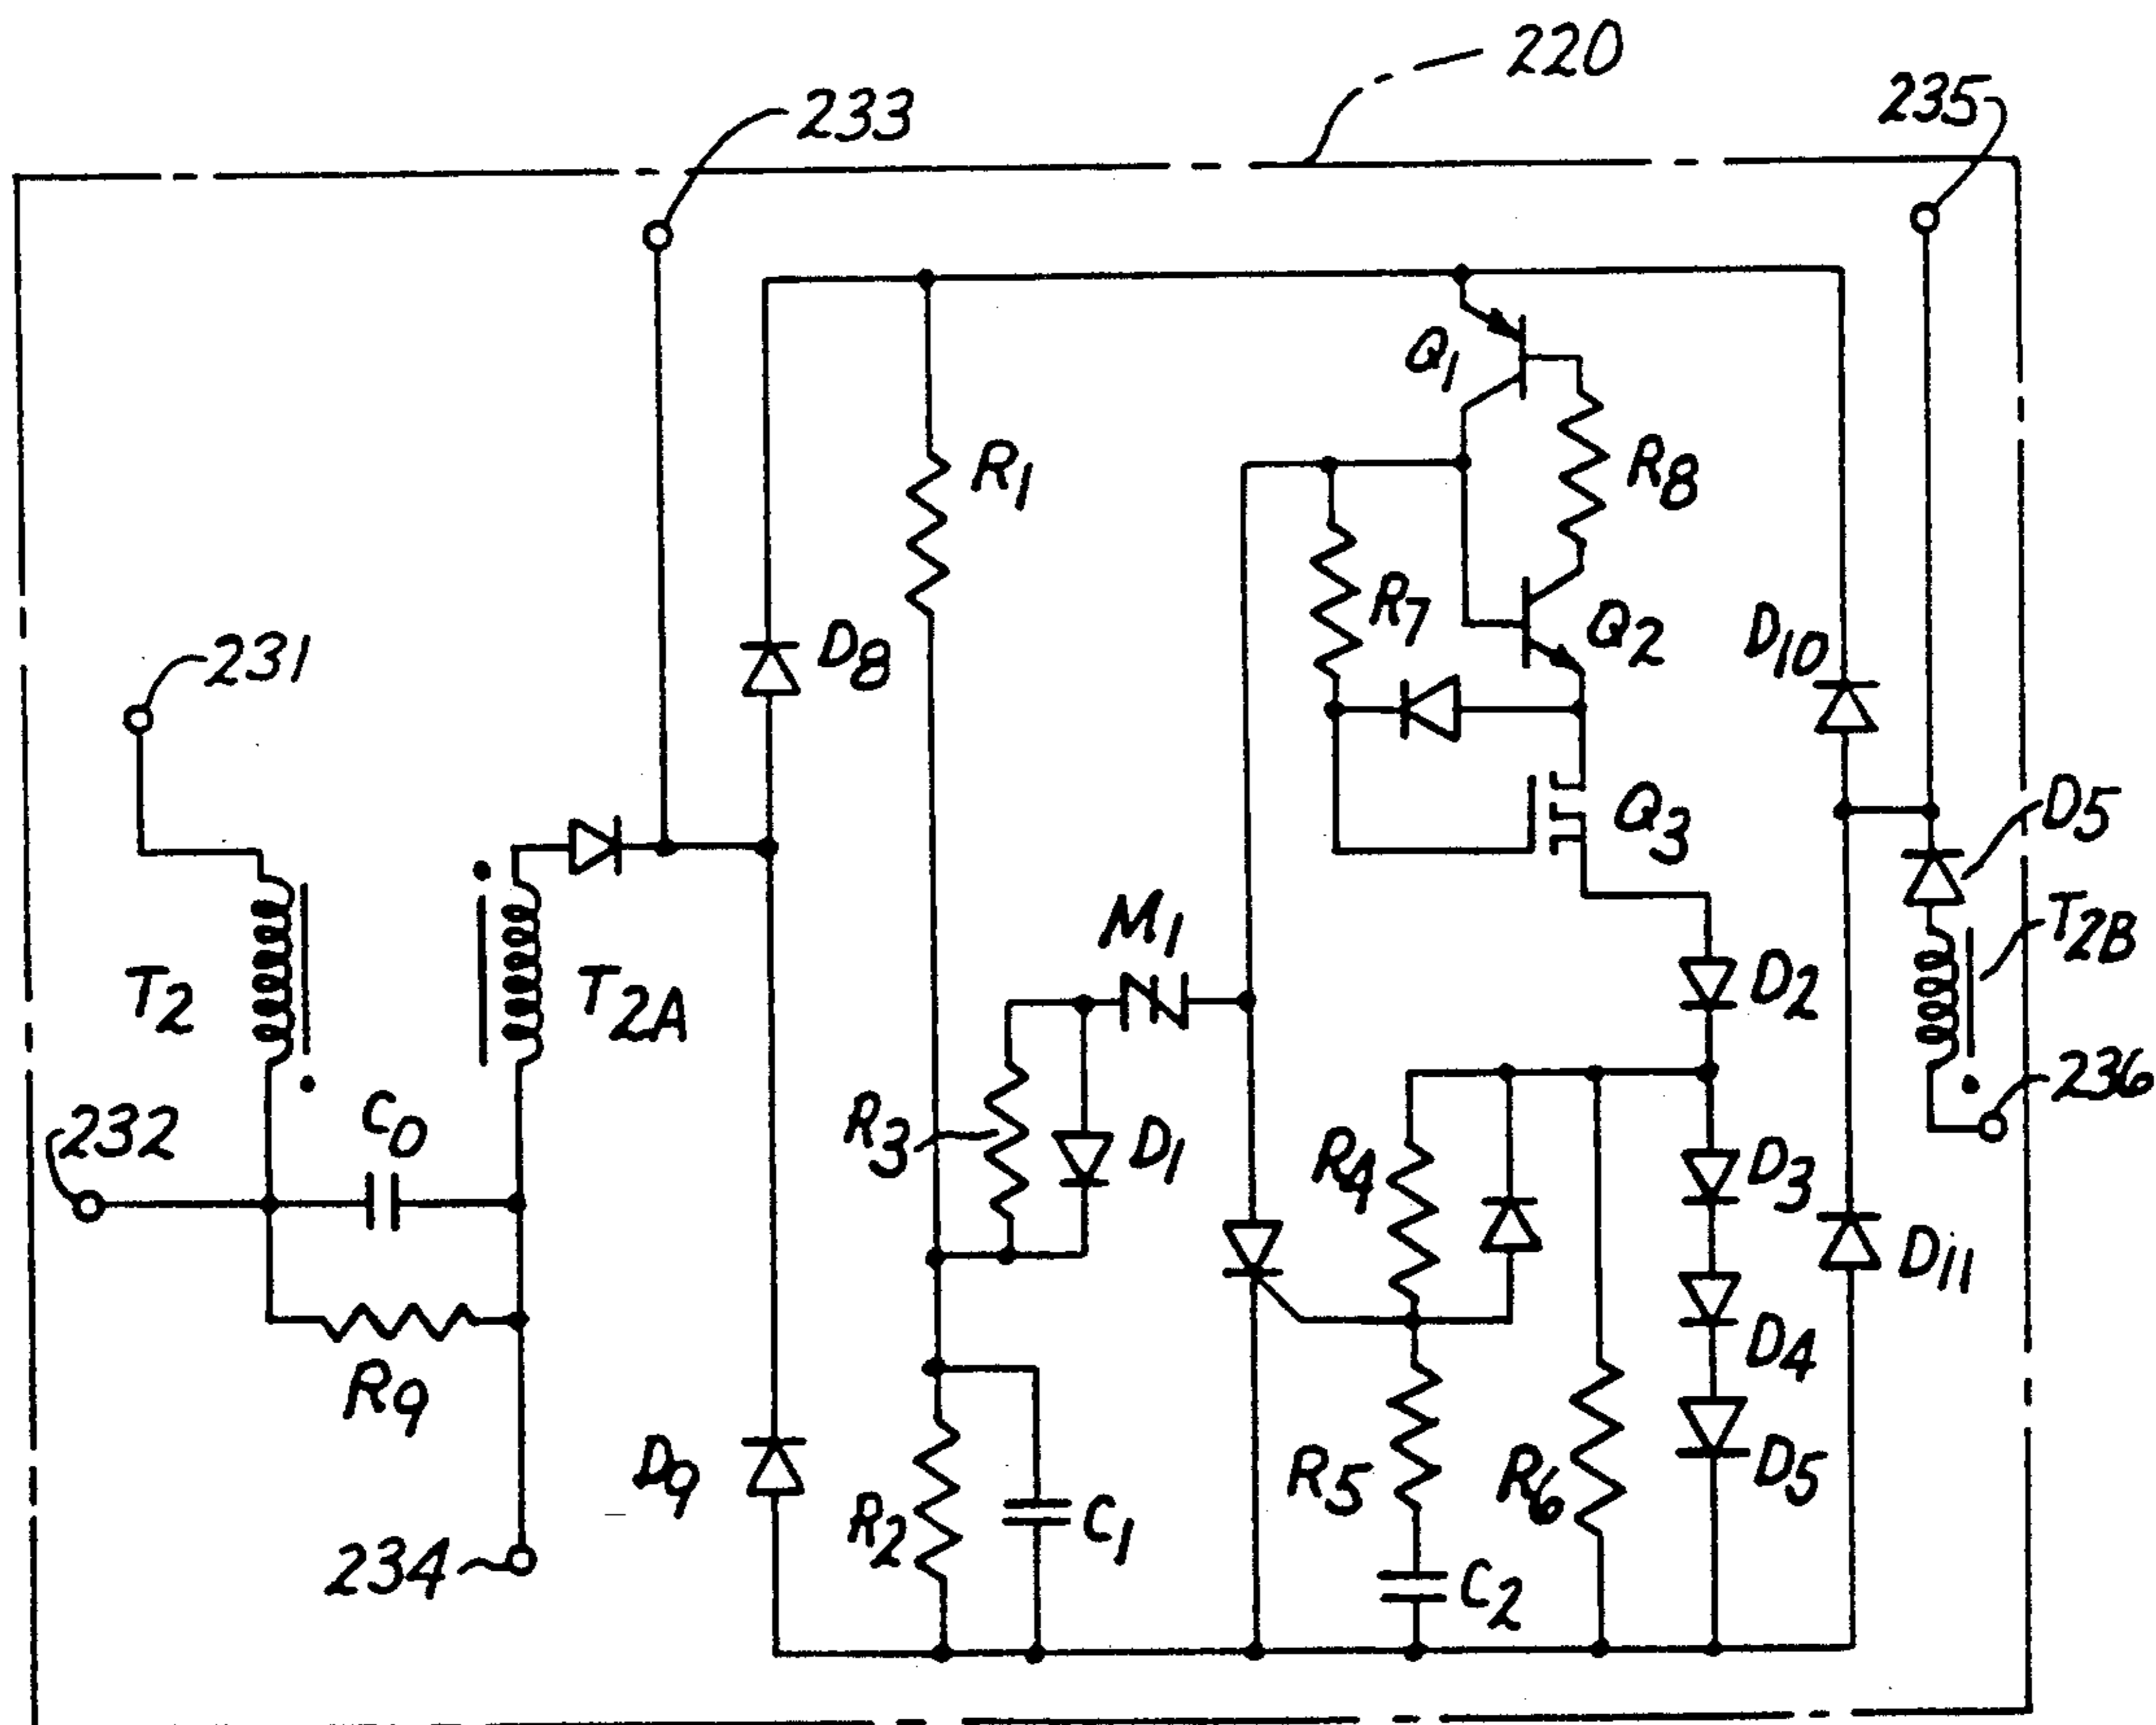 220
233
235
Q1
R8
R1
R7
Q2
D8
D10
231
Q3
D5
M1
T2B
T2
T2A
D2
236
C0
232
R3
D1
R4
D3
D11
D4
R9
D9
R2
C1
R5
R6
D5
C2
234